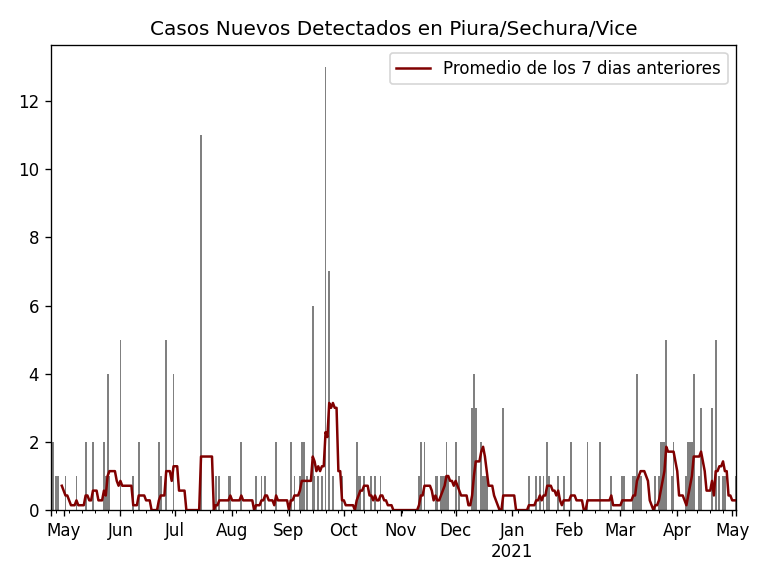 Casos Nuevos Detectados en Piura/Sechura/Vice
Promedio de los 7 dias anteriores
12
10
8
6
4
2
0
May Jun Jul Aug Sep Oct Nov Dec Jan Feb Mar Apr May
2021